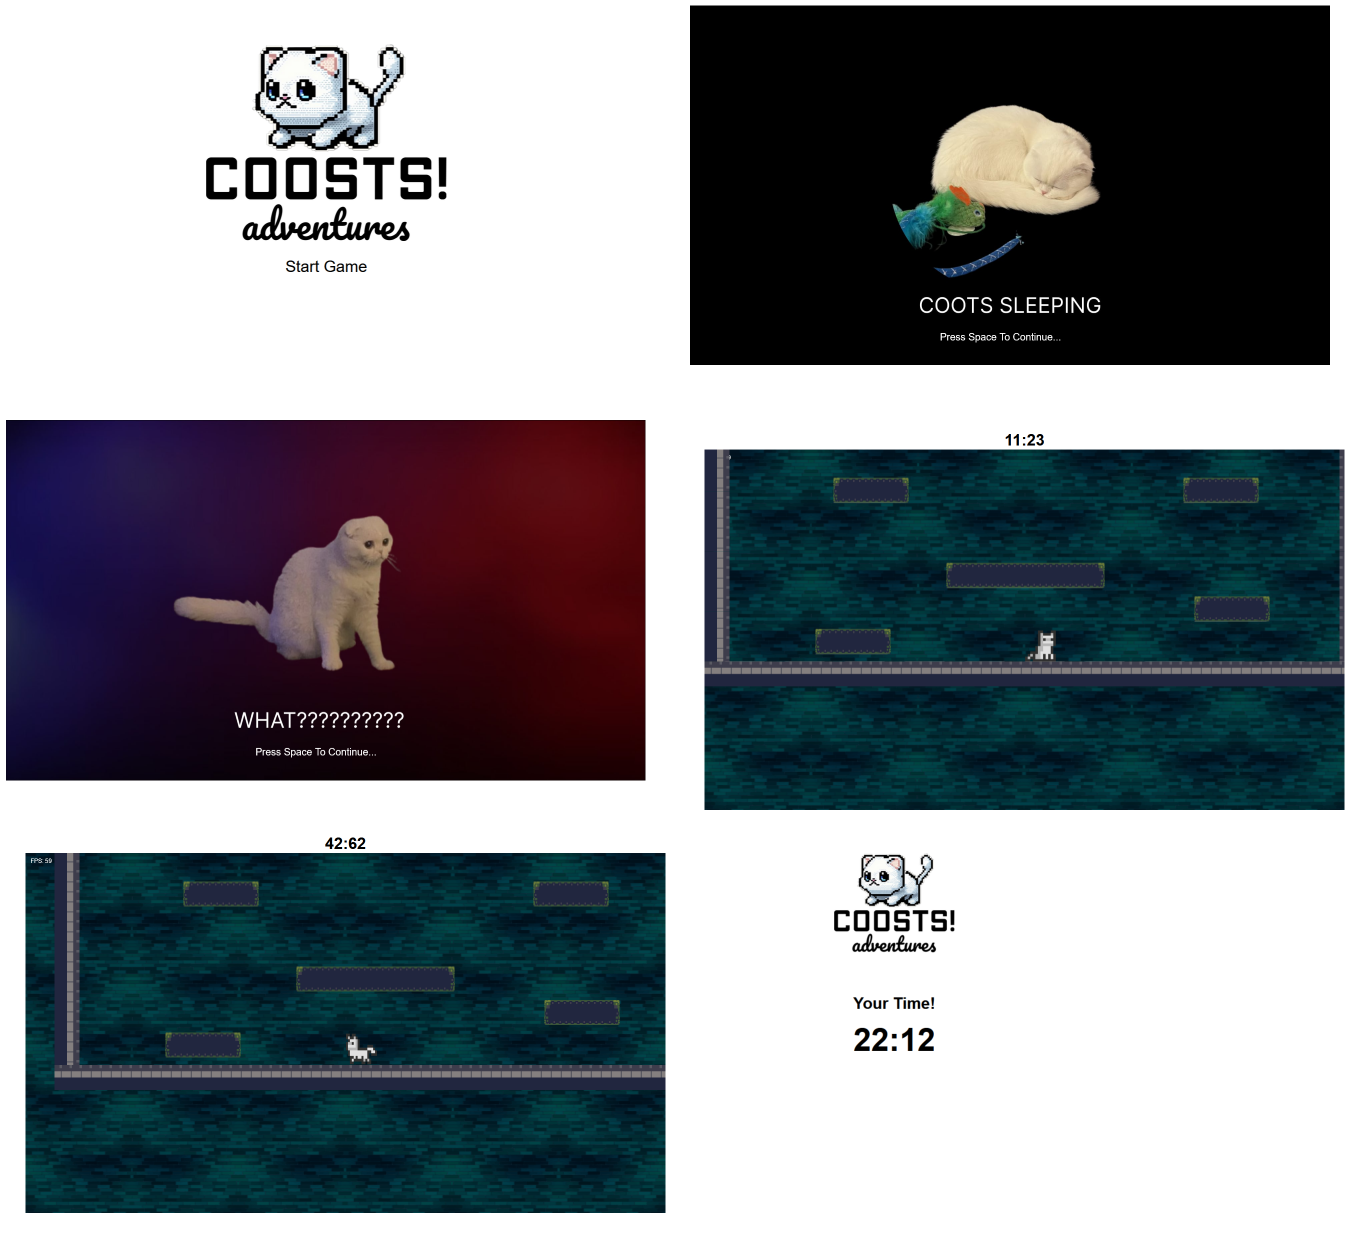 COOSTS!
adventures
Start Game
COOTS SLEEPING
Press Space To Continue...
WHAT??????????
Press Space To Continue...
11:23
42:62
FPS: 59
COOSTS!
adventures
Your Time!
22:12